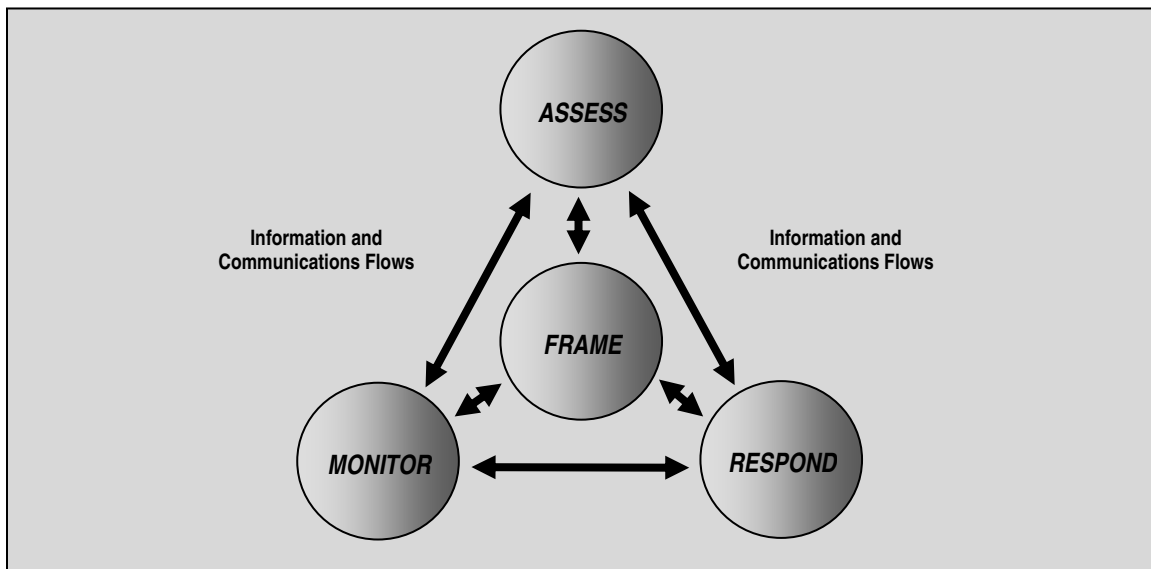 ASSESS
Information and
Communications Flows
Information and
Communications Flows
FRAME
MONITOR
RESPOND